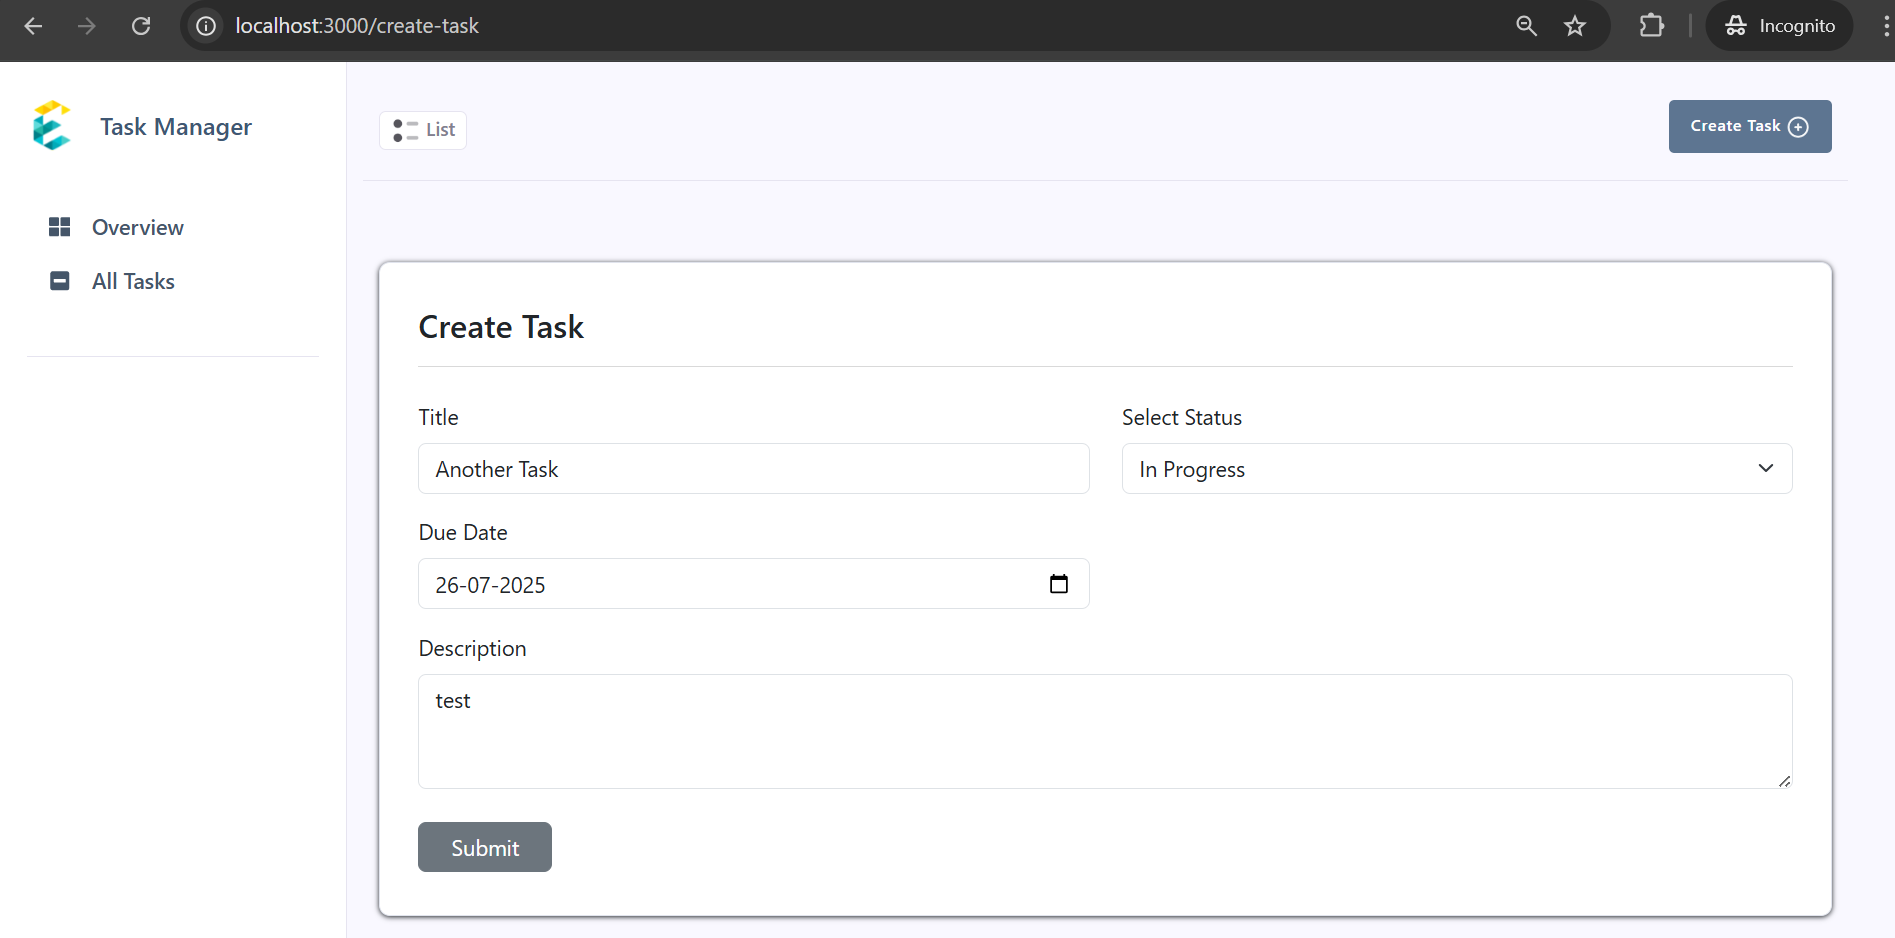 localhost:3000/create-task
Incognito
Task Manager
List
Create Task
Overview
All Tasks
Create Task
Title
Select Status
Another Task
In Progress
Due Date
26-07-2025
Description
test
Submit